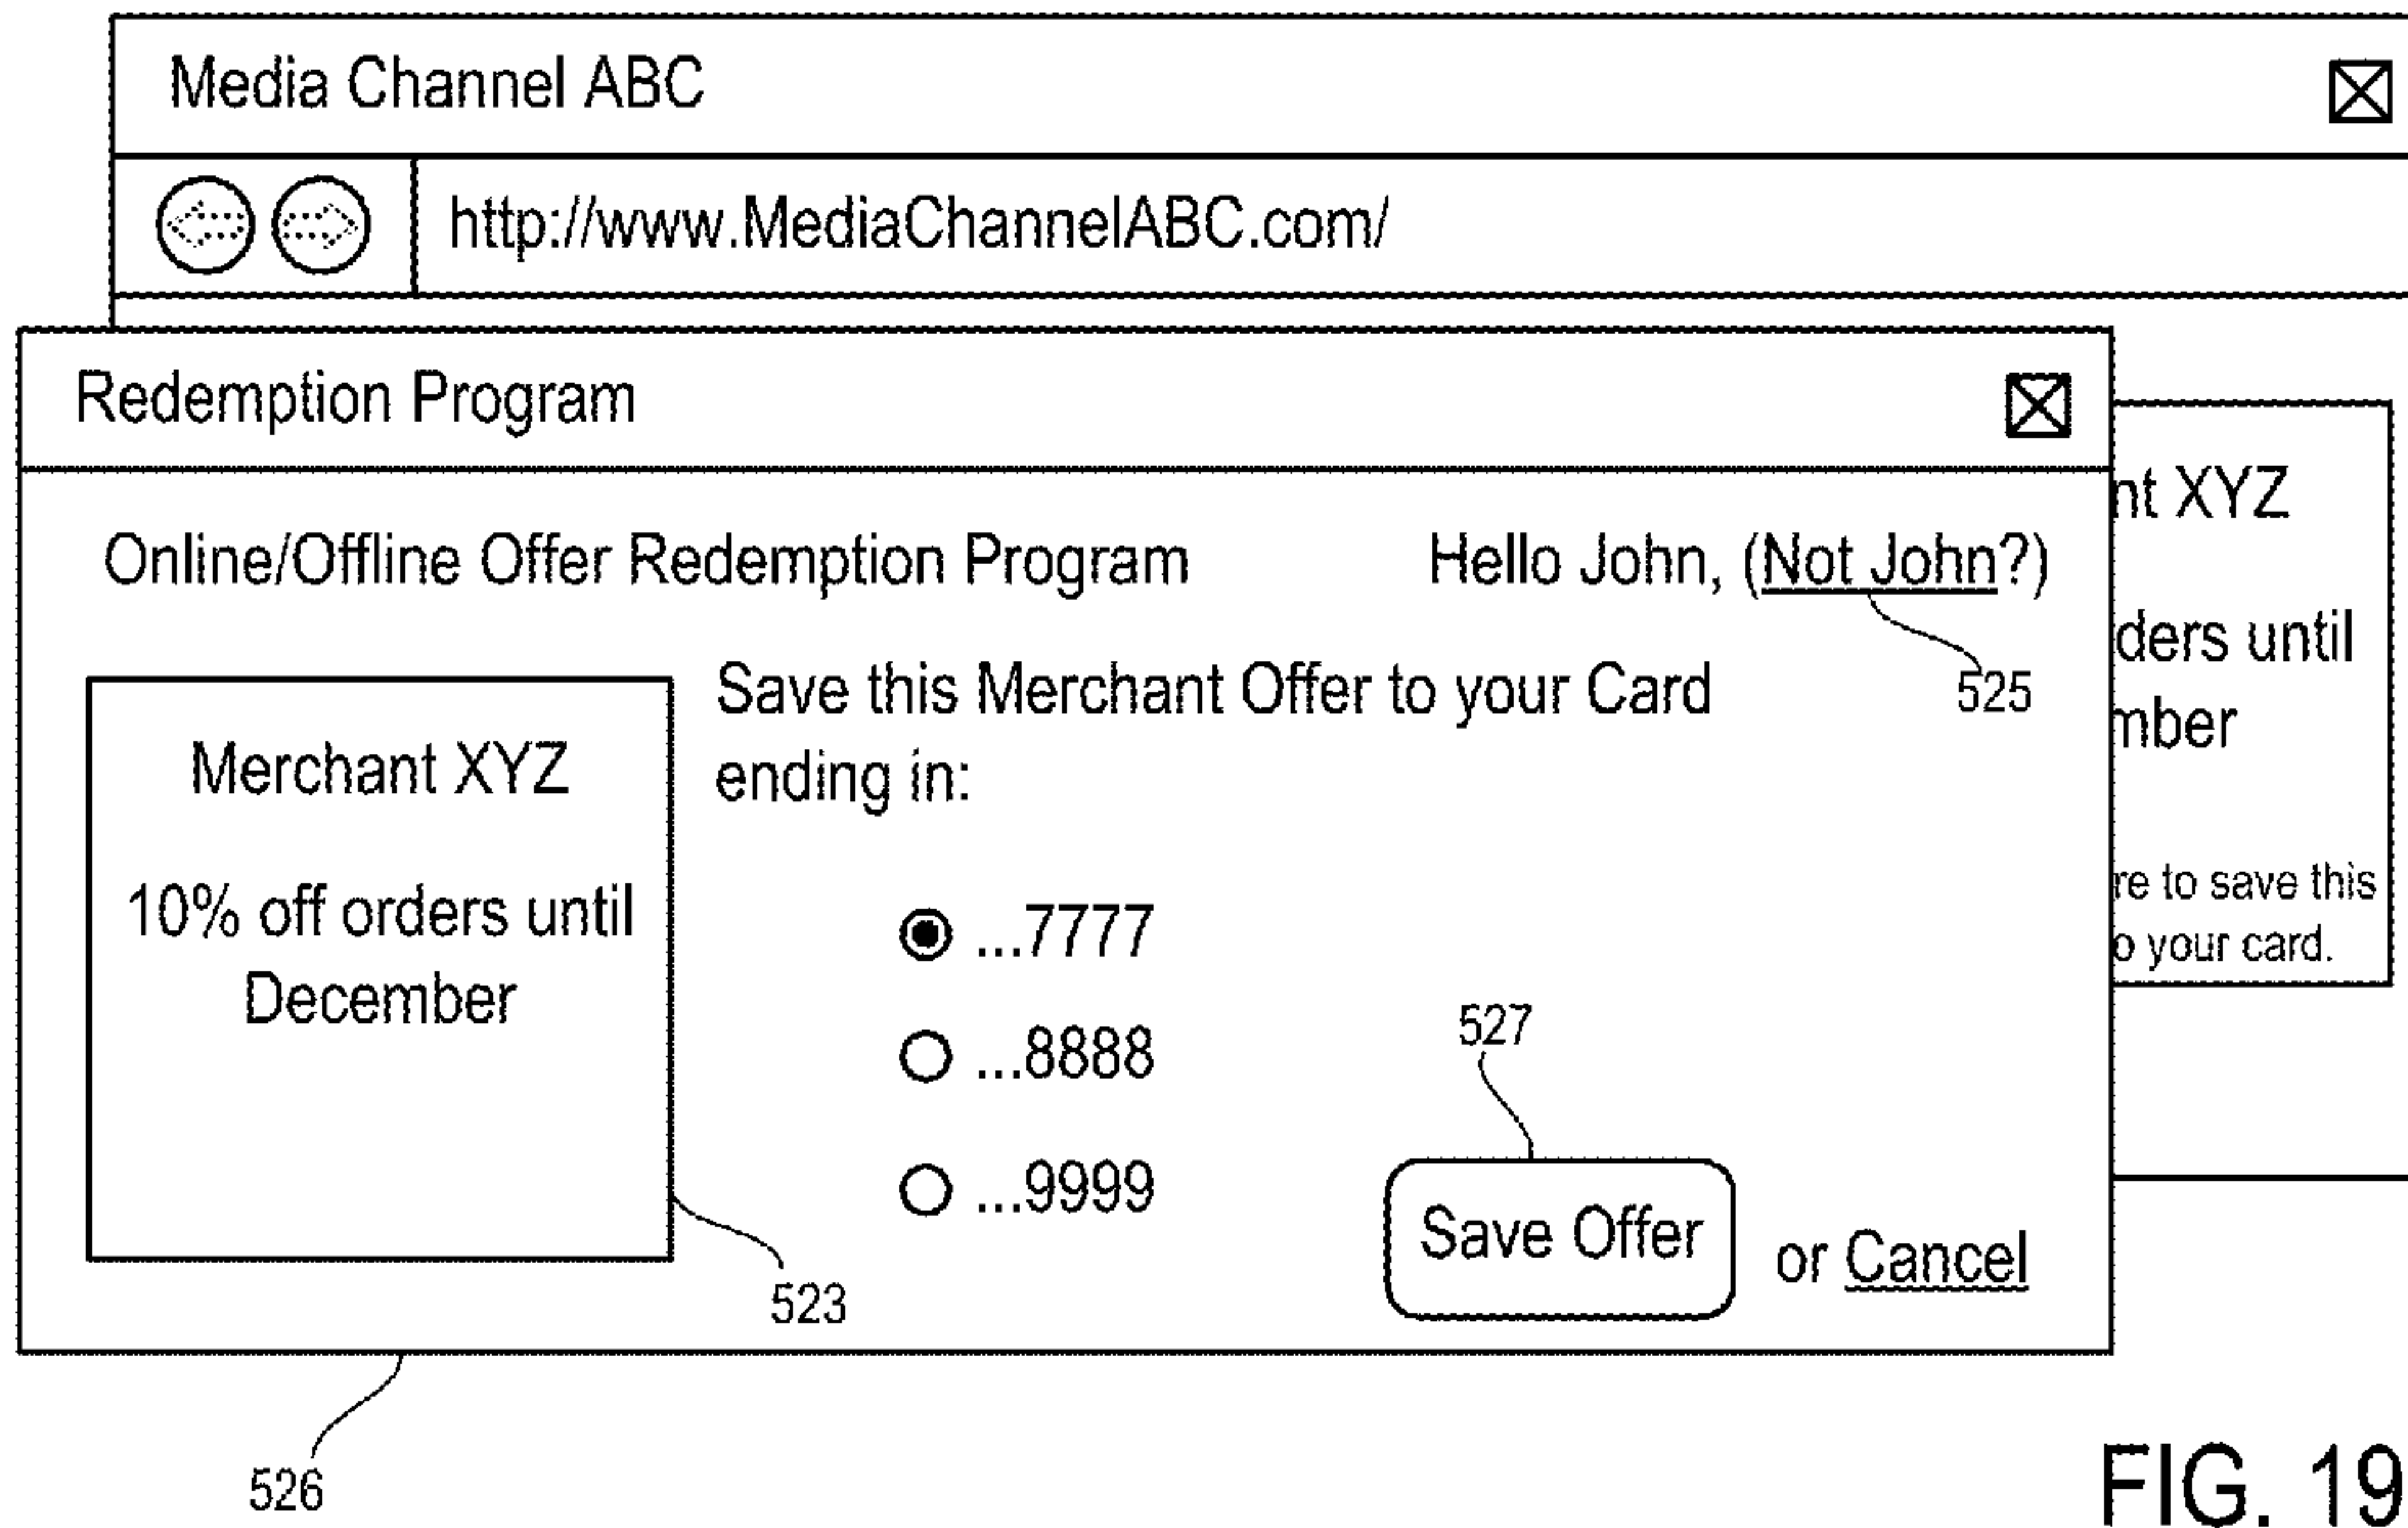 Media Channel ABC
http://www.MediaChannelABC.com/
Redemption Program
Online/Offline Offer Redemption Program
Hello John, (Not John?)
525
Save this Merchant Offer to your Card
ending in:
Merchant XYZ
10% off orders until
December
...7777
...8888
...9999
527
Save Offer
or Cancel
523
526
nt XYZ
ders until
mber
re to save this
o your card.
FIG. 19